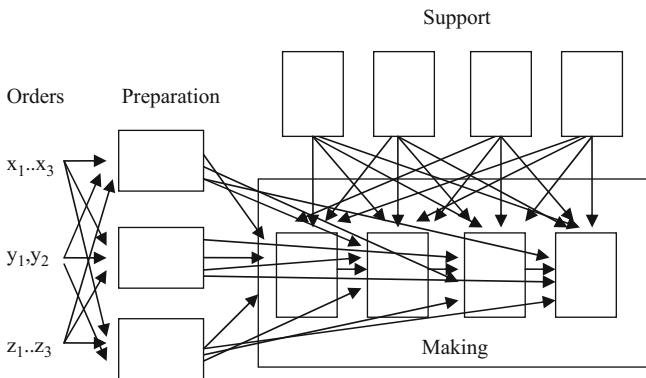 Support
Orders Preparation
x₁..x₃
y₁,y₂
z₁..z₃
Making